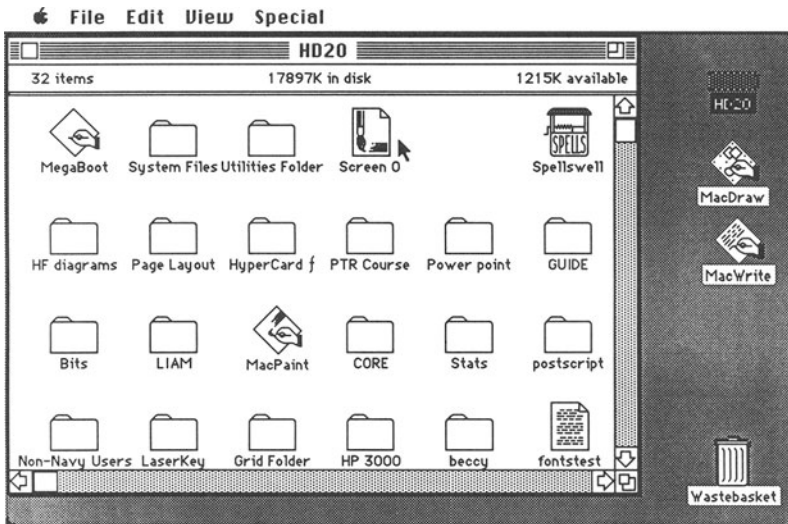 File Edit View Special
HD20
32 items 17897K in disk 1215K available
HD20
MegaBoot System Files Utilities Folder Screen 0 Spellswell
SPELLS
MacDraw
HF diagrams Page Layout HyperCard ƒ PTR Course Power point GUIDE
MacWrite
Bits LIAM MacPaint CORE Stats postscript
Non-Navy Users LaserKey Grid Folder HP 3000 beccy fontstest
Wastebasket